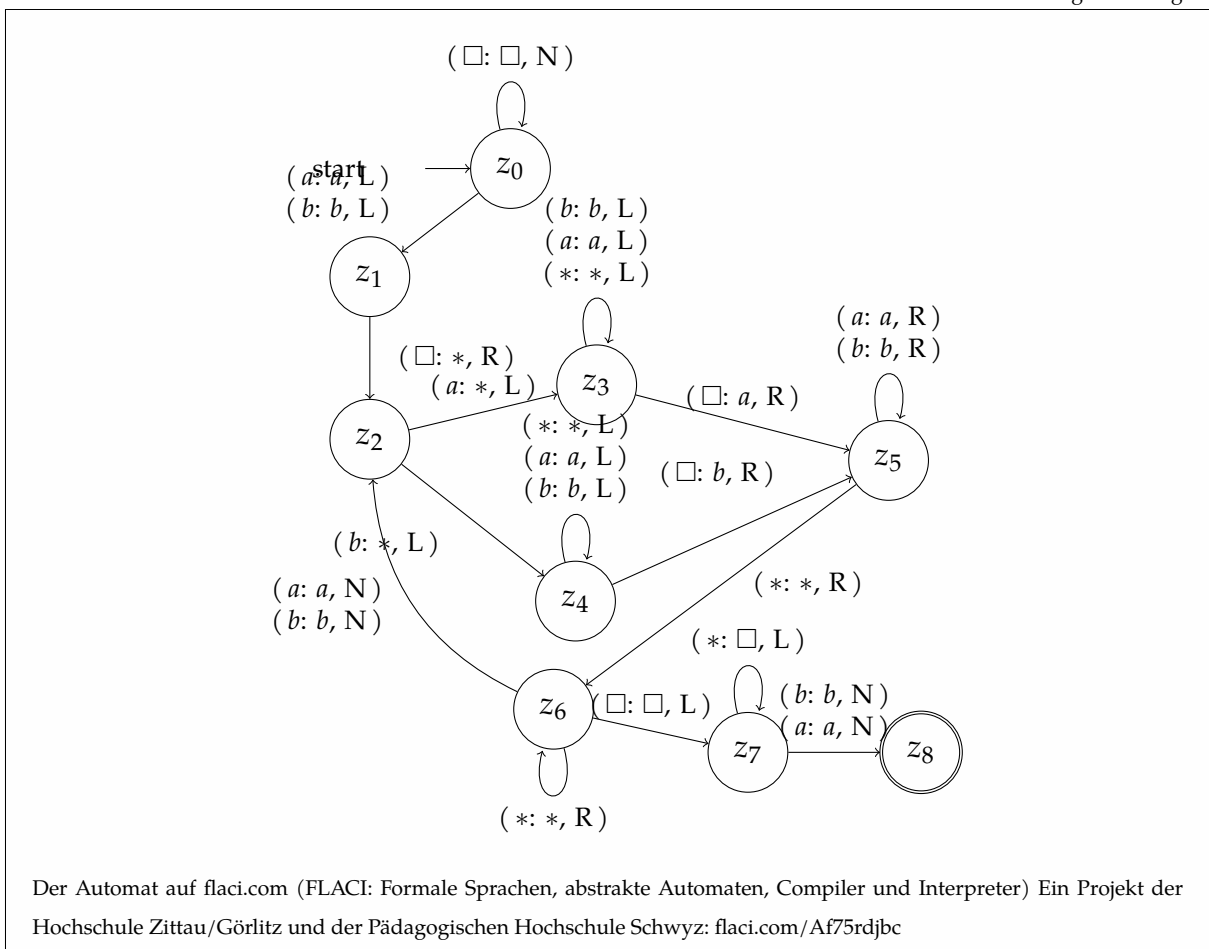 (□: □, N)
start
z0
(a: a, L)
(b: b, L)
z1
(b: b, L)
(a: a, L)
(∗: ∗, L)
z3
(a: a, R)
(b: b, R)
z5
(□: ∗, R)
(a: ∗, L)
(□: a, R)
z2
(∗: ∗, L)
(a: a, L)
(b: b, L)
(□: b, R)
z4
(b: ∗, L)
(a: a, N)
(b: b, N)
(∗: ∗, R)
(∗: □, L)
z6
(□: □, L)
z7
(b: b, N)
(a: a, N)
z8
(∗: ∗, R)
Der Automat auf flaci.com (FLACI: Formale Sprachen, abstrakte Automaten, Compiler und Interpreter) Ein Projekt der
Hochschule Zittau/Görlitz und der Pädagogischen Hochschule Schwyz: flaci.com/Af75rdjbc